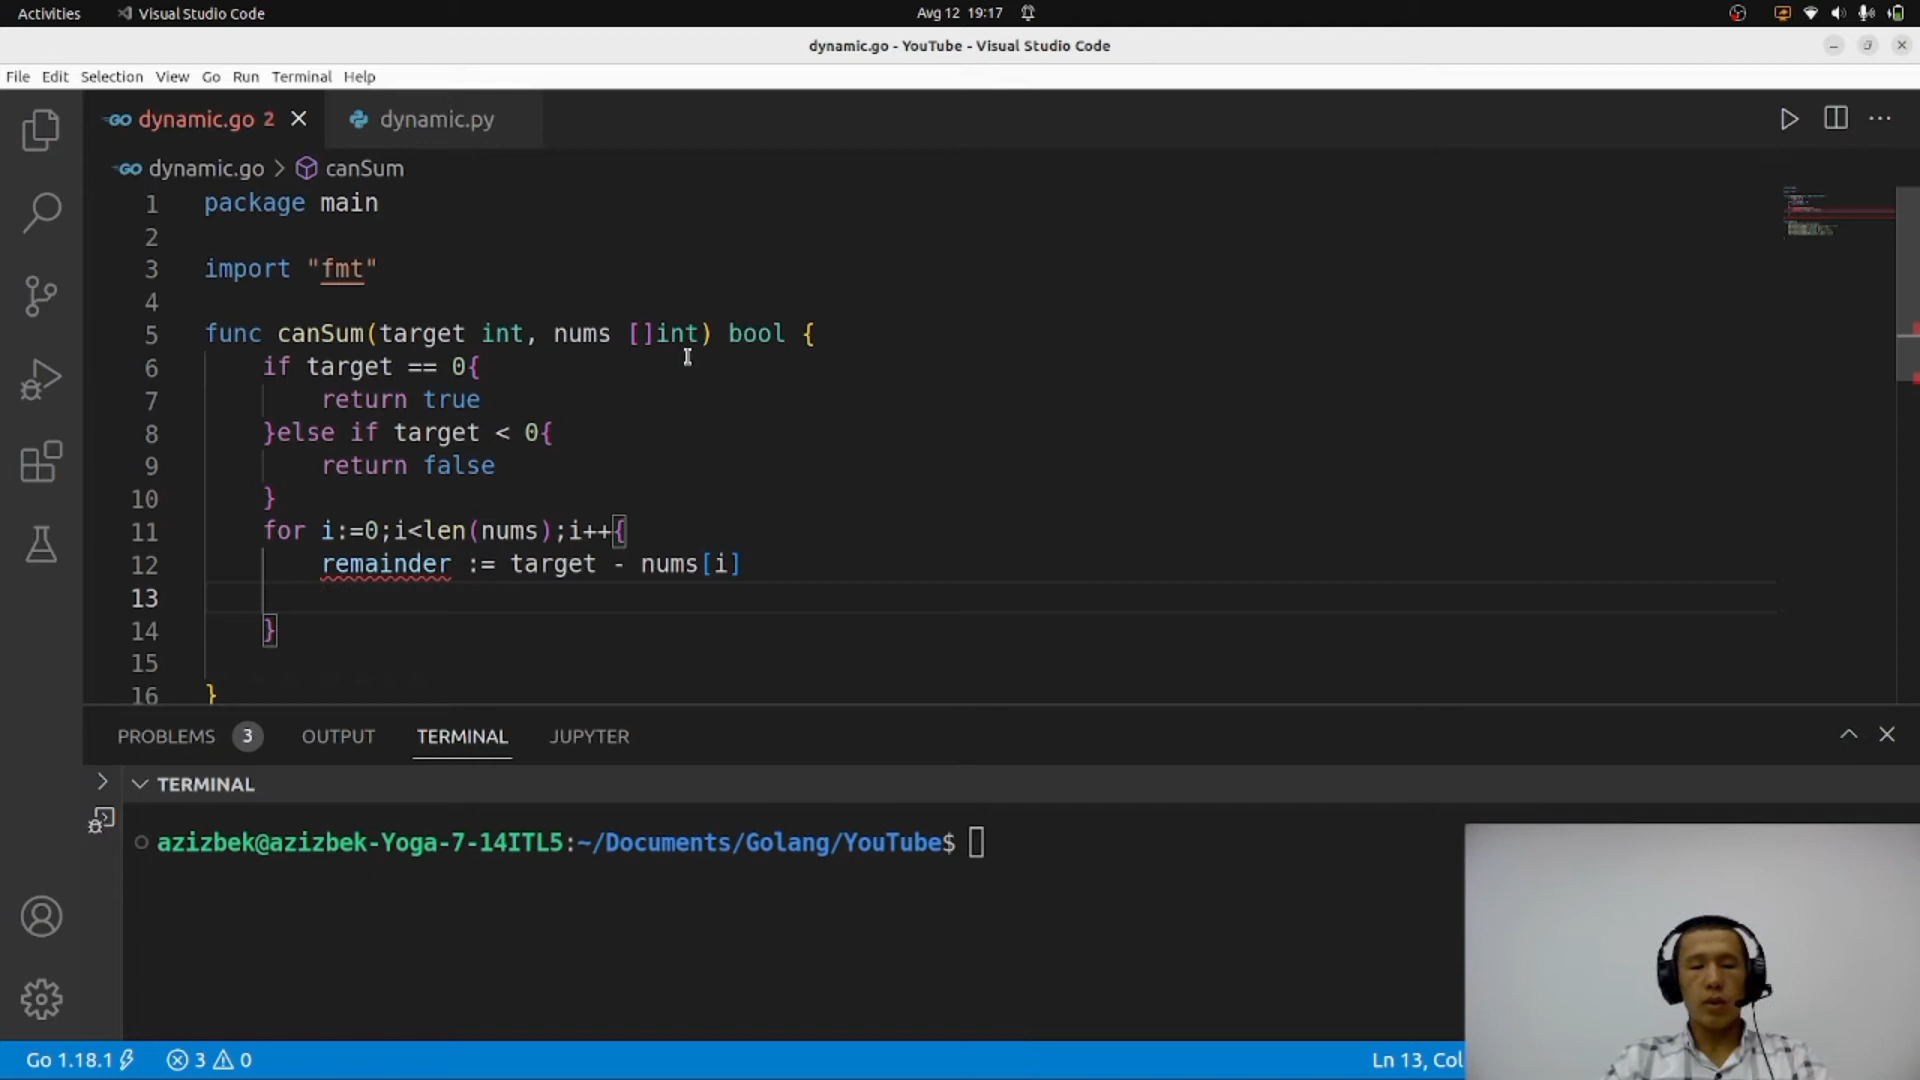 Activities Visual Studio Code Avg 12 19:17
dynamic.go - YouTube - Visual Studio Code
File Edit Selection View Go Run Terminal Help
GO dynamic.go 2 dynamic.py
GO dynamic.go > canSum
1 package main
2
3 import "fmt"
4
5 func canSum(target int, nums []int) bool {
6 if target == 0{
7 return true
8 }else if target < 0{
9 return false
10 }
11 for i:=0;i<len(nums);i++{
12 remainder := target - nums[i]
13
14 }
15
16 }
PROBLEMS 3 OUTPUT TERMINAL JUPYTER
TERMINAL
azizbek@azizbek-Yoga-7-14ITL5:~/Documents/Golang/YouTube$
Go 1.18.1 3 0 Ln 13, Col